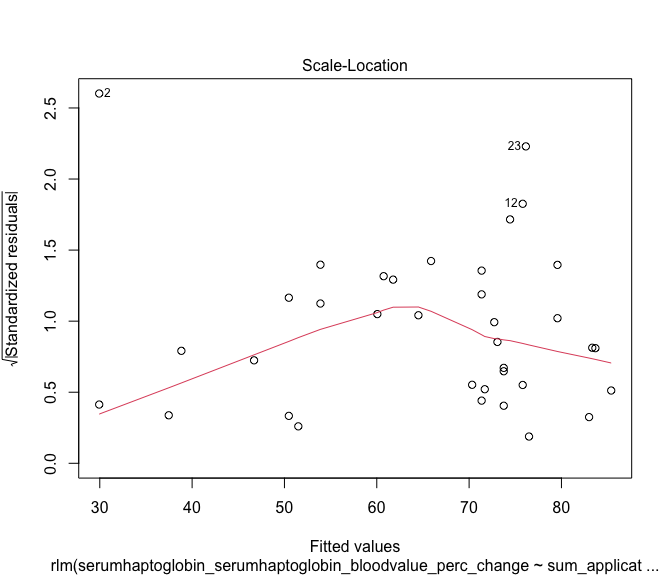 Scale-Location
√|Standardized residuals|
2.5
2.0
1.5
1.0
0.5
0.0
2
23
12
30 40 50 60 70 80
Fitted values
rlm(serumhaptoglobin_serumhaptoglobin_bloodvalue_perc_change ~ sum_applicat ...